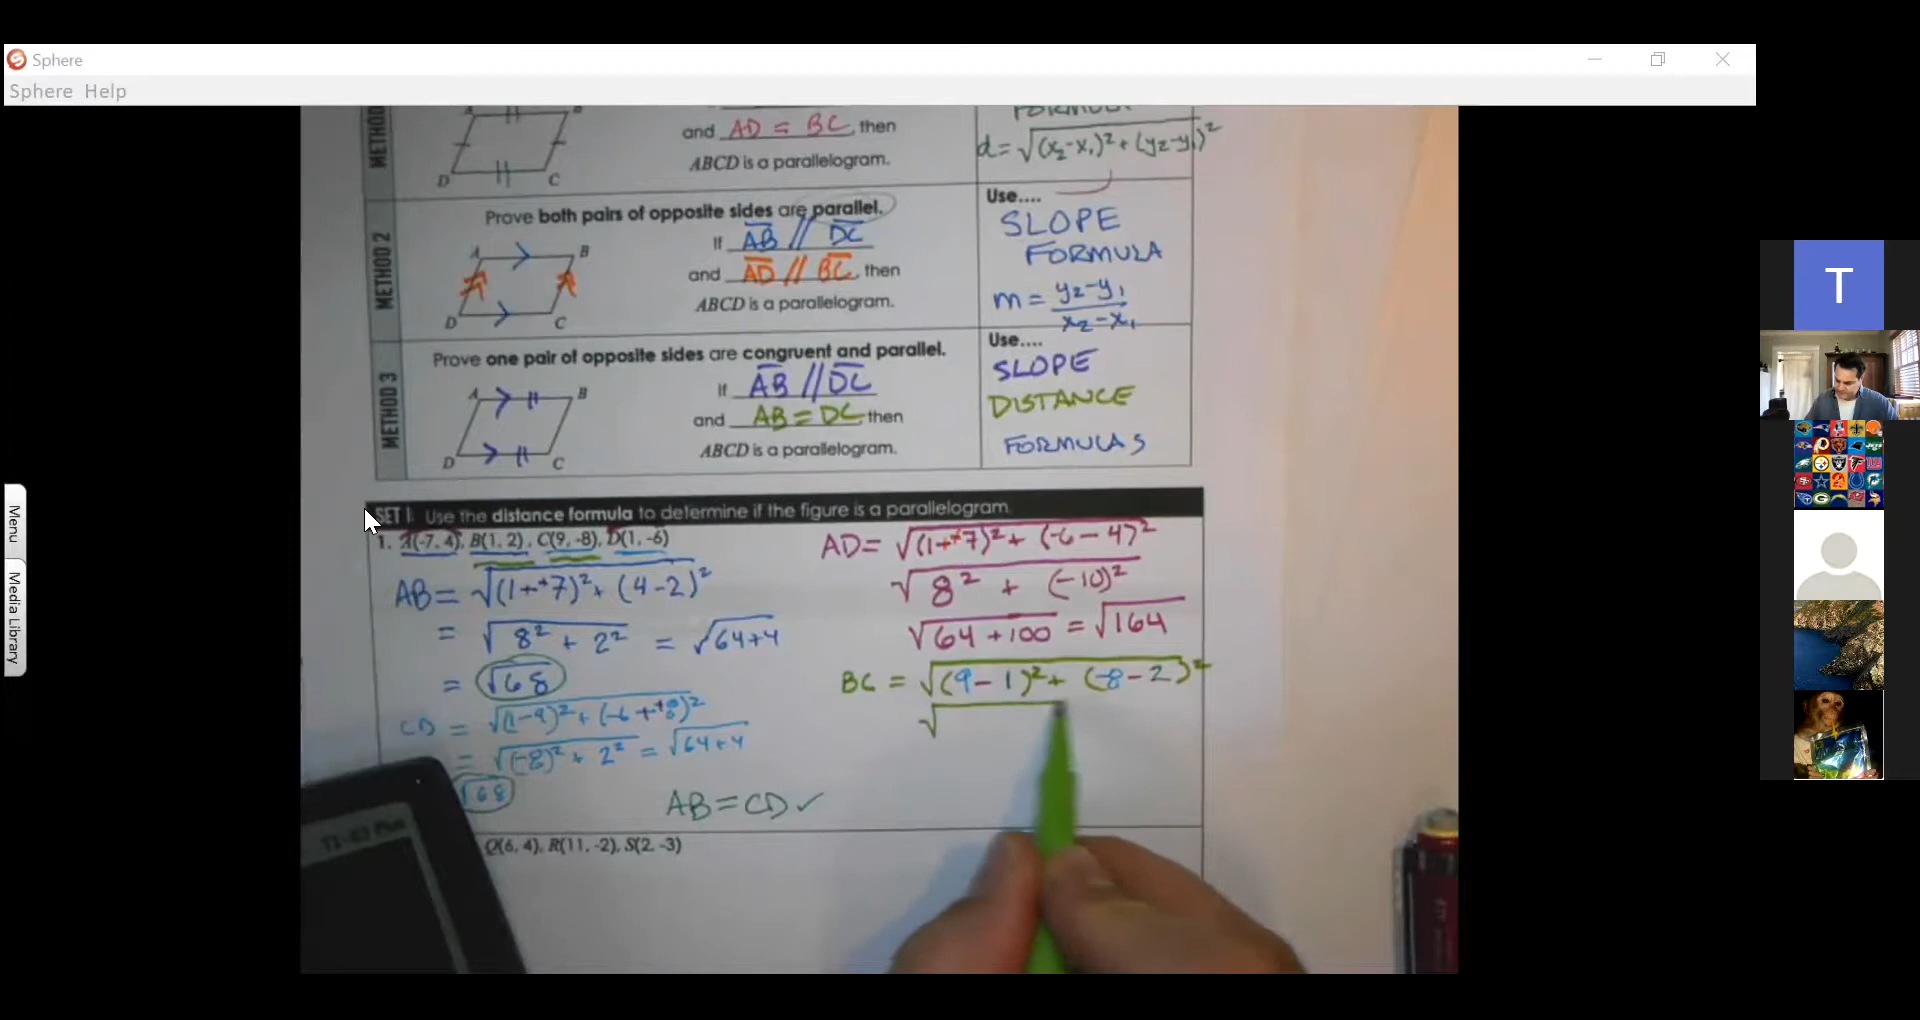 Sphere
Sphere Help
METHOD
A
B
D
C
and AD = BC, then
ABCD is a parallelogram.
FORMULA
d = √(x₂-x₁)² + (y₂-y₁)²
METHOD 2
Prove both pairs of opposite sides are parallel.
A
B
D
C
If AB // DC
and AD // BC, then
ABCD is a parallelogram.
Use....
SLOPE
FORMULA
m = y₂-y₁
x₂-x₁
METHOD 3
Prove one pair of opposite sides are congruent and parallel.
A
B
D
C
If AB // DC
and AB = DC, then
ABCD is a parallelogram.
Use....
SLOPE
DISTANCE
FORMULAS
SET I: Use the distance formula to determine if the figure is a parallelogram.
1. A(-7, 4), B(1, 2), C(9, -8), D(1, -6)
AB = √(1+⁺7)² + (4-2)²
= √8² + 2² = √64+4
= √68
CD = √(1-9)² + (-6+⁺8)²
= √(-8)² + 2² = √64+4
√68
AB = CD ✓
AD = √(1+⁺7)² + (-6-4)²
√8² + (-10)²
√64+100 = √164
BC = √(9-1)² + (-8-2)²
√
Q(6, 4), R(11, -2), S(2, -3)
TI-83 Plus
Menu
Media Library
T